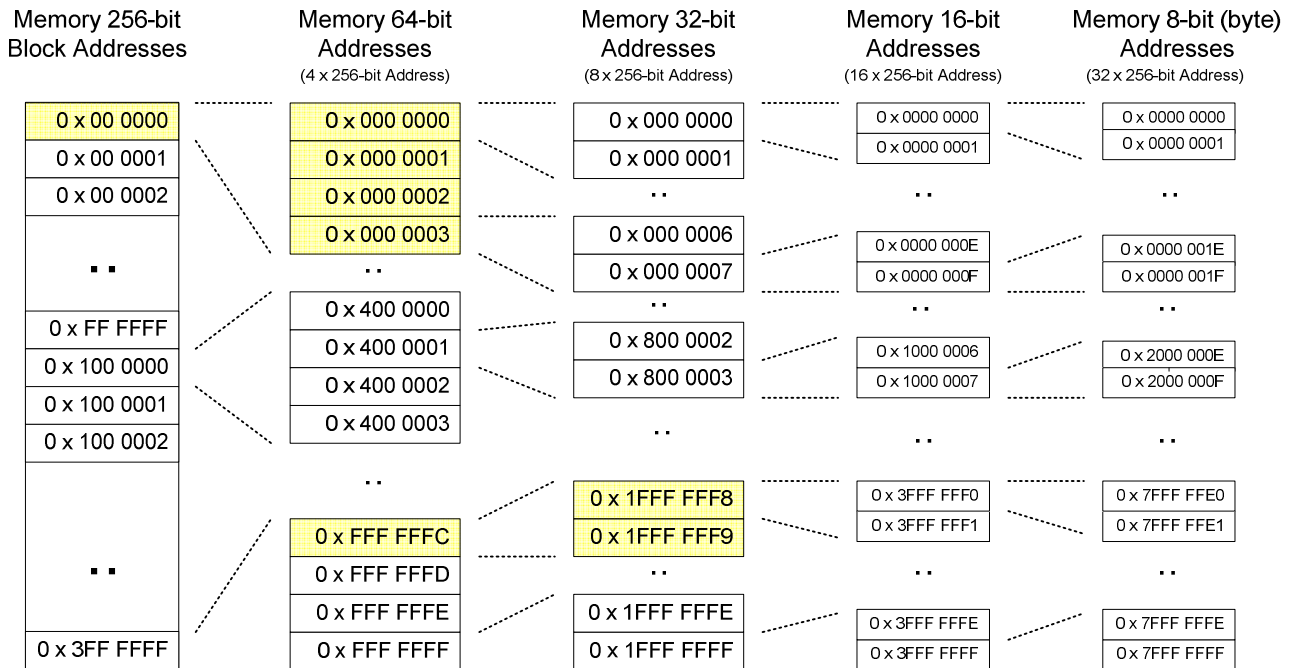 Memory 256-bit
Block Addresses
0 x 00 0000
0 x 00 0001
0 x 00 0002
..
0 x FF FFFF
0 x 100 0000
0 x 100 0001
0 x 100 0002
..
0 x 3FF FFFF
Memory 64-bit
Addresses
(4 x 256-bit Address)
0 x 000 0000
0 x 000 0001
0 x 000 0002
0 x 000 0003
..
0 x 400 0000
0 x 400 0001
0 x 400 0002
0 x 400 0003
..
0 x FFF FFFC
0 x FFF FFFD
0 x FFF FFFE
0 x FFF FFFF
Memory 32-bit
Addresses
(8 x 256-bit Address)
0 x 000 0000
0 x 000 0001
..
0 x 000 0006
0 x 000 0007
..
0 x 800 0002
0 x 800 0003
..
0 x 1FFF FFF8
0 x 1FFF FFF9
..
0 x 1FFF FFFE
0 x 1FFF FFFF
Memory 16-bit
Addresses
(16 x 256-bit Address)
0 x 0000 0000
0 x 0000 0001
..
0 x 0000 000E
0 x 0000 000F
..
0 x 1000 0006
0 x 1000 0007
..
0 x 3FFF FFF0
0 x 3FFF FFF1
..
0 x 3FFF FFFE
0 x 3FFF FFFF
Memory 8-bit (byte)
Addresses
(32 x 256-bit Address)
0 x 0000 0000
0 x 0000 0001
..
0 x 0000 001E
0 x 0000 001F
..
0 x 2000 000E
0 x 2000 000F
..
0 x 7FFF FFE0
0 x 7FFF FFE1
..
0 x 7FFF FFFE
0 x 7FFF FFFF